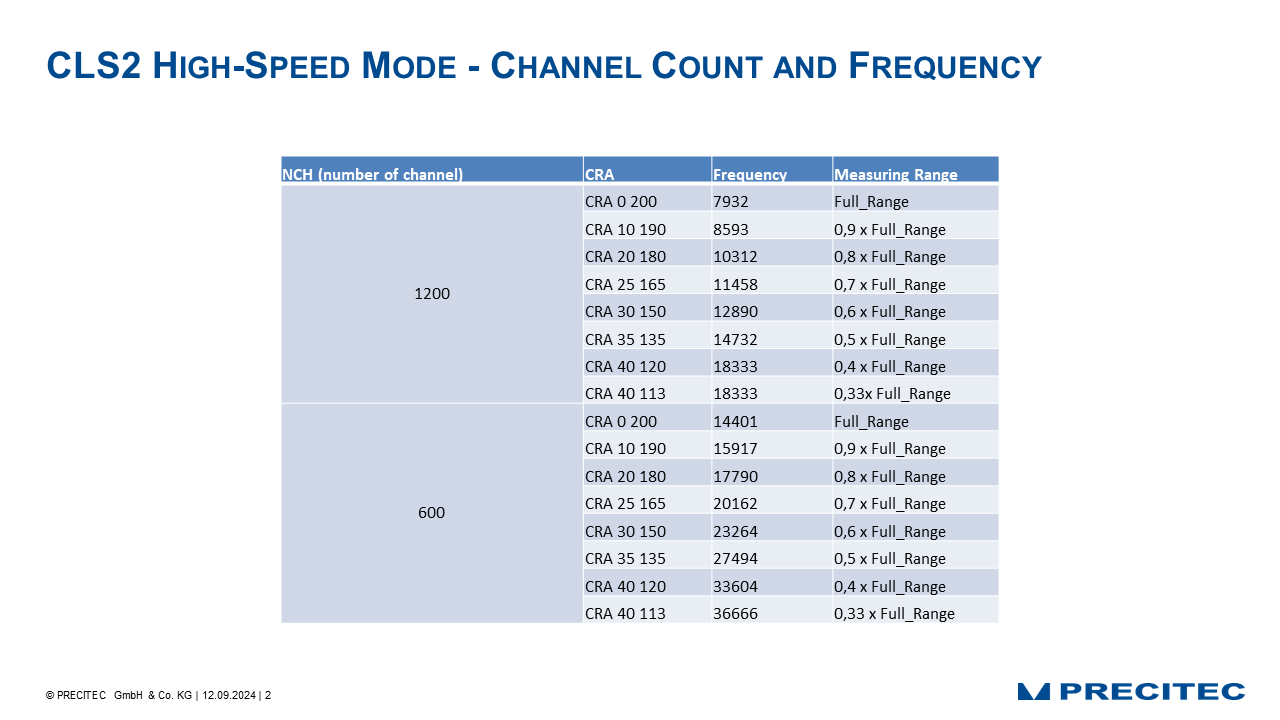 CLS2 High-Speed Mode - Channel Count and Frequency
NCH (number of channel) CRA Frequency Measuring Range
1200
CRA 0 200 7932 Full_Range
CRA 10 190 8593 0,9 x Full_Range
CRA 20 180 10312 0,8 x Full_Range
CRA 25 165 11458 0,7 x Full_Range
CRA 30 150 12890 0,6 x Full_Range
CRA 35 135 14732 0,5 x Full_Range
CRA 40 120 18333 0,4 x Full_Range
CRA 40 113 18333 0,33x Full_Range
600
CRA 0 200 14401 Full_Range
CRA 10 190 15917 0,9 x Full_Range
CRA 20 180 17790 0,8 x Full_Range
CRA 25 165 20162 0,7 x Full_Range
CRA 30 150 23264 0,6 x Full_Range
CRA 35 135 27494 0,5 x Full_Range
CRA 40 120 33604 0,4 x Full_Range
CRA 40 113 36666 0,33 x Full_Range
© PRECITEC GmbH & Co. KG | 12.09.2024 | 2
PRECITEC